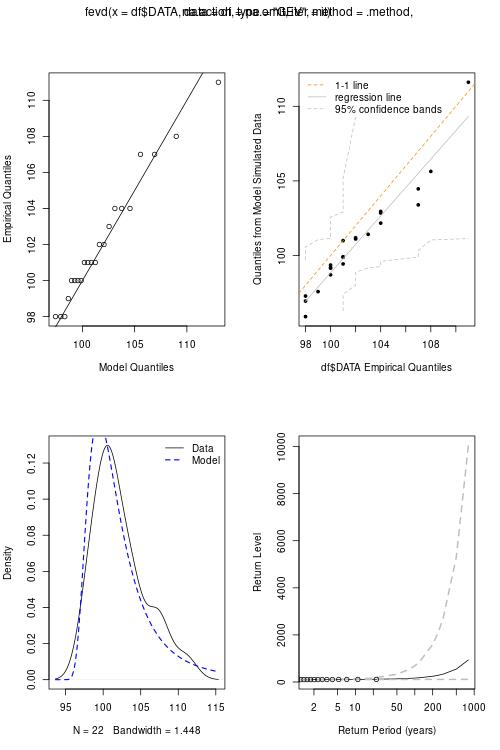 fevd(x = df$DATA,
Empirical Quantiles
98 100 102 104 106 108 110
100 105 110
Model Quantiles
Quantiles from Model Simulated Data
100 105 110
1-1 line
regression line
95% confidence bands
98 100 104 108
df$DATA Empirical Quantiles
Density
0.00 0.02 0.04 0.06 0.08 0.10 0.12
Data
Model
95 100 105 110 115
N = 22 Bandwidth = 1.448
Return Level
0 2000 4000 6000 8000 10000
2 5 10 50 200 1000
Return Period (years)